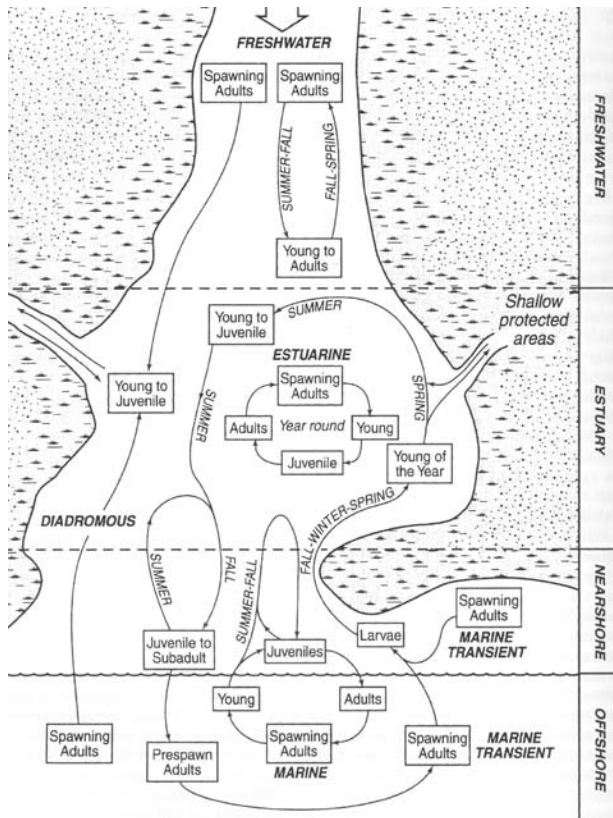 FRESHWATER
Spawning
Adults
Spawning
Adults
SUMMER-FALL
FALL-SPRING
Young to
Adults
FRESHWATER
Young to
Juvenile
SUMMER
Shallow
protected
areas
ESTUARINE
Spawning
Adults
Young to
Juvenile
SUMMER
Adults
Year round
Young
Juvenile
SPRING
Young of
the Year
ESTUARY
DIADROMOUS
FALL-WINTER-SPRING
SUMMER
FALL
SUMMER-FALL
Juvenile to
Subadult
Juveniles
Larvae
Spawning
Adults
MARINE
TRANSIENT
NEARSHORE
Young
Adults
Spawning
Adults
Prespawn
Adults
Spawning
Adults
MARINE
Spawning
Adults
MARINE
TRANSIENT
OFFSHORE